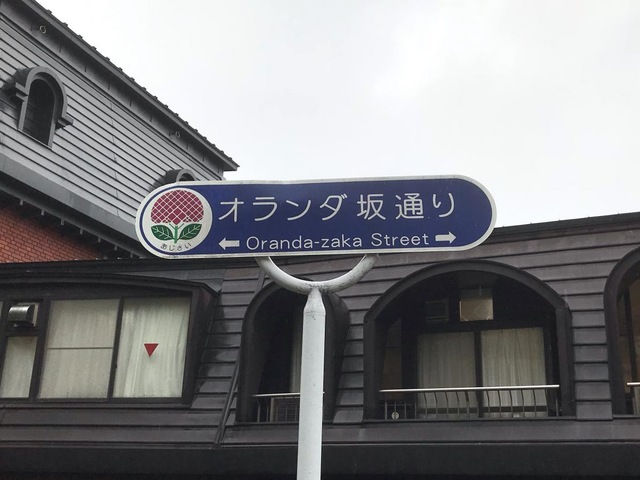 オランダ坂通り
← Oranda-zaka Street →
あじさい